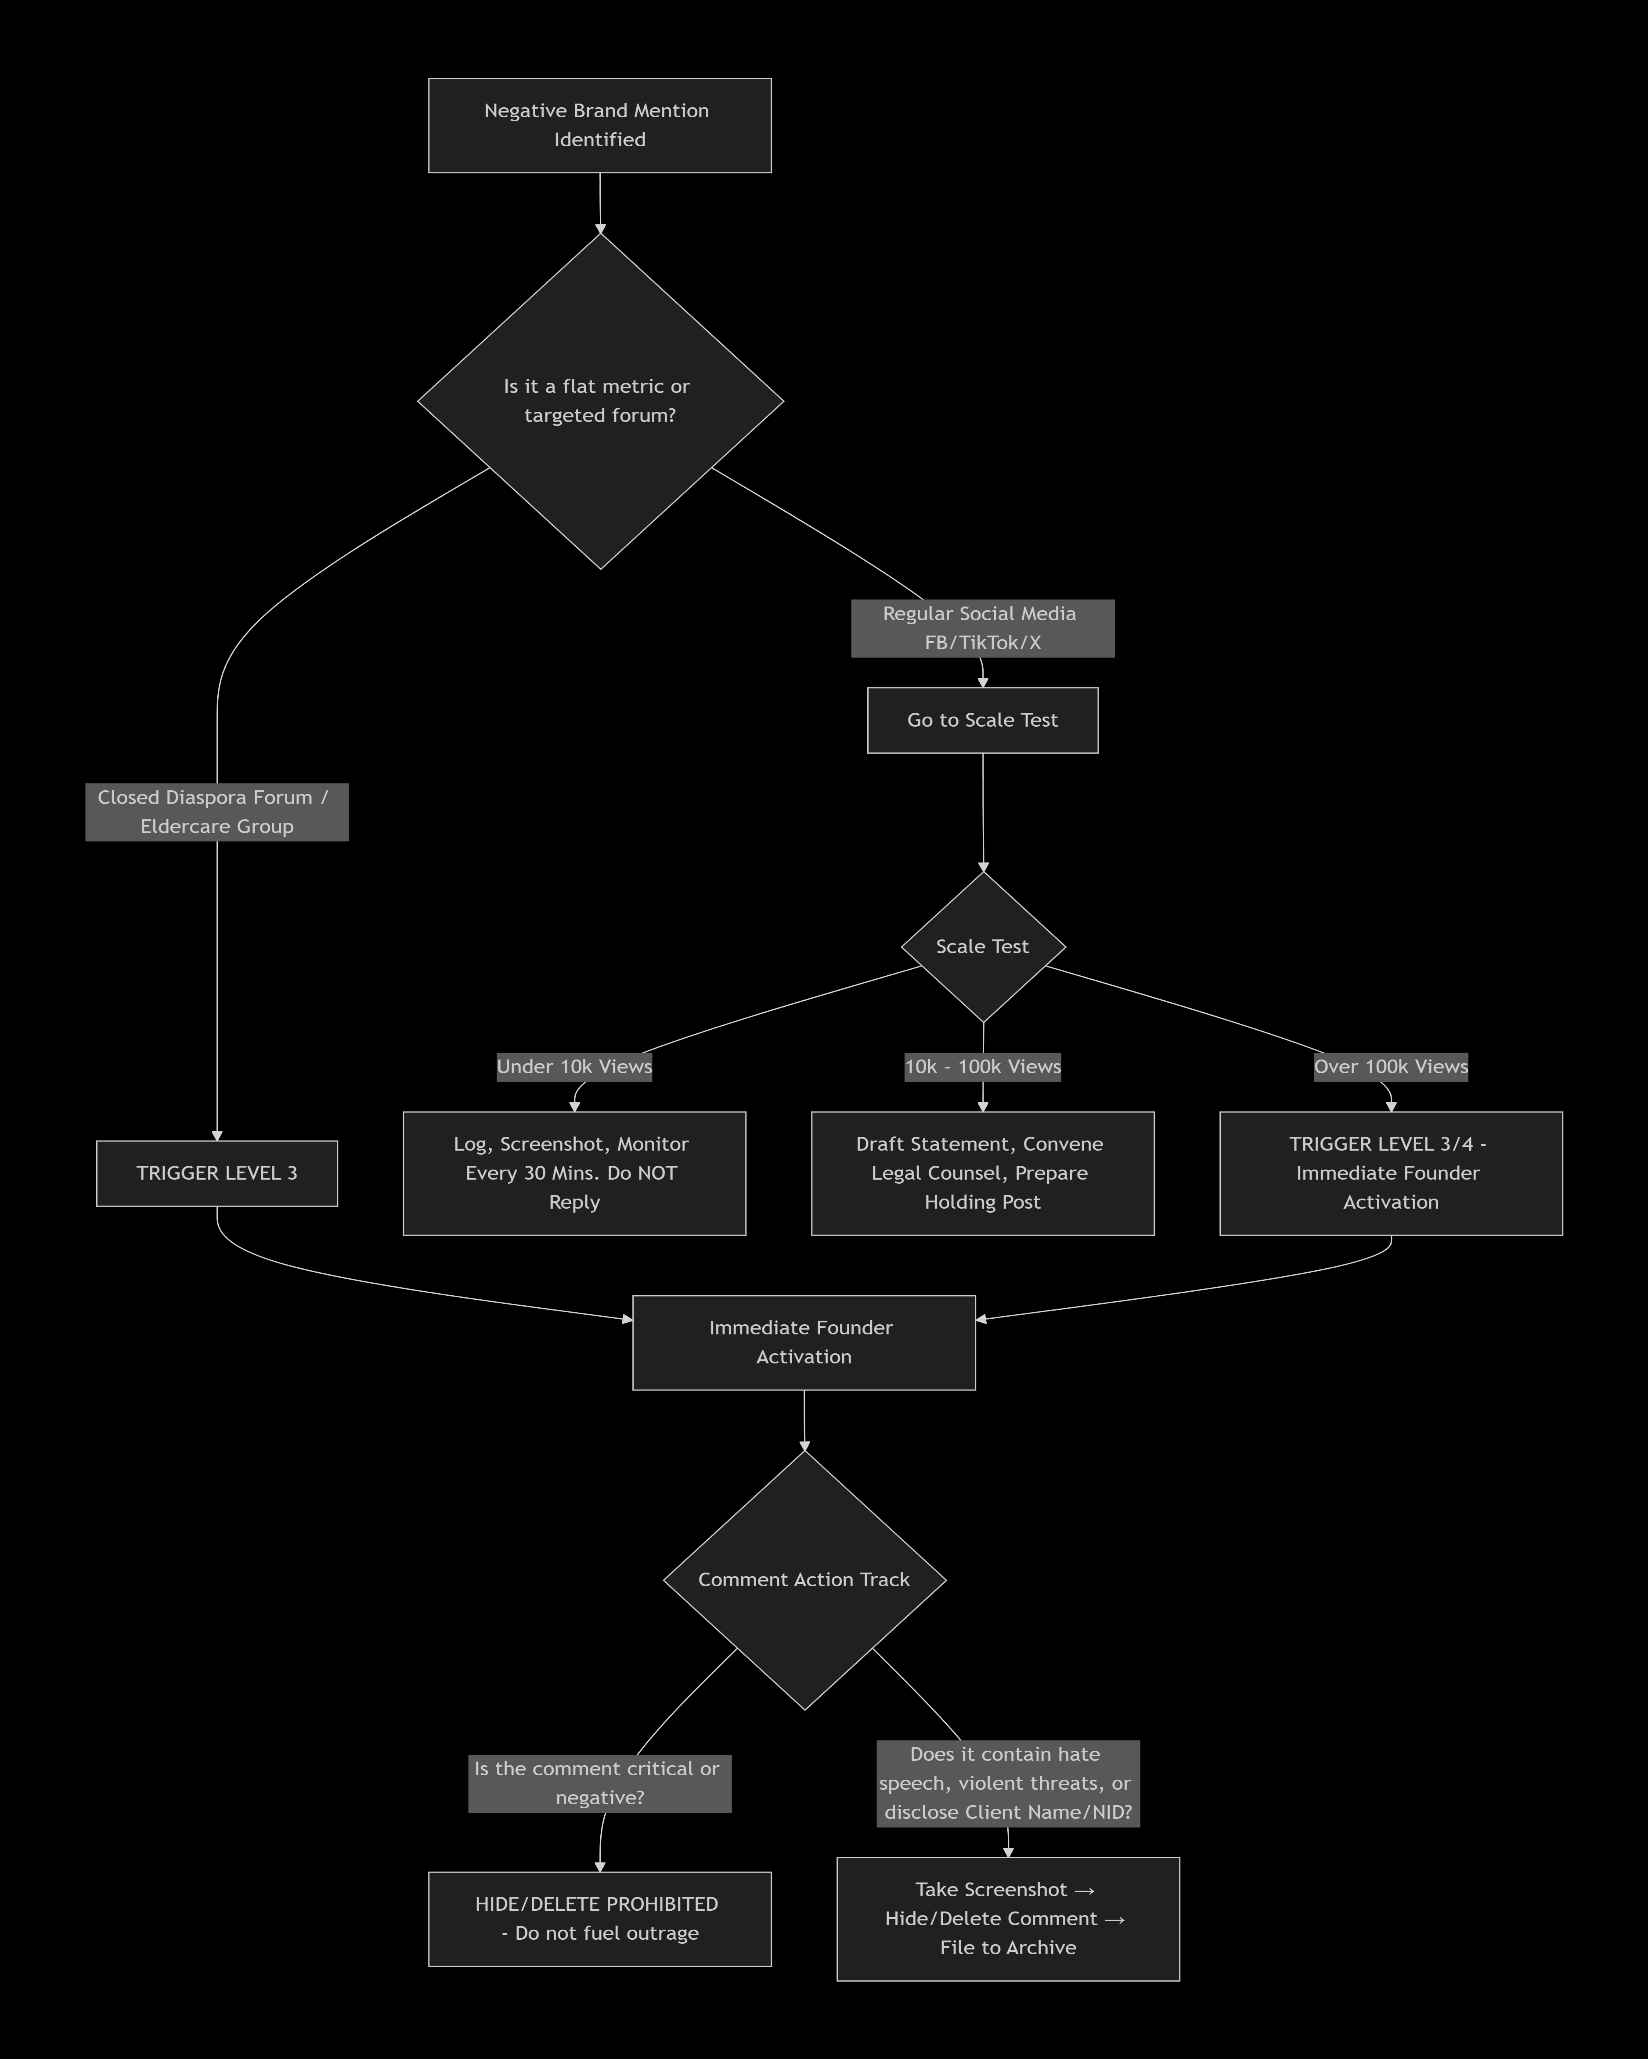 Negative Brand Mention
Identified
Is it a flat metric or
targeted forum?
Regular Social Media
FB/TikTok/X
Go to Scale Test
Closed Diaspora Forum /
Eldercare Group
Scale Test
Under 10k Views
10k - 100k Views
Over 100k Views
TRIGGER LEVEL 3
Log, Screenshot, Monitor
Every 30 Mins. Do NOT
Reply
Draft Statement, Convene
Legal Counsel, Prepare
Holding Post
TRIGGER LEVEL 3/4 -
Immediate Founder
Activation
Immediate Founder
Activation
Comment Action Track
Is the comment critical or
negative?
Does it contain hate
speech, violent threats, or
disclose Client Name/NID?
HIDE/DELETE PROHIBITED
- Do not fuel outrage
Take Screenshot →
Hide/Delete Comment →
File to Archive